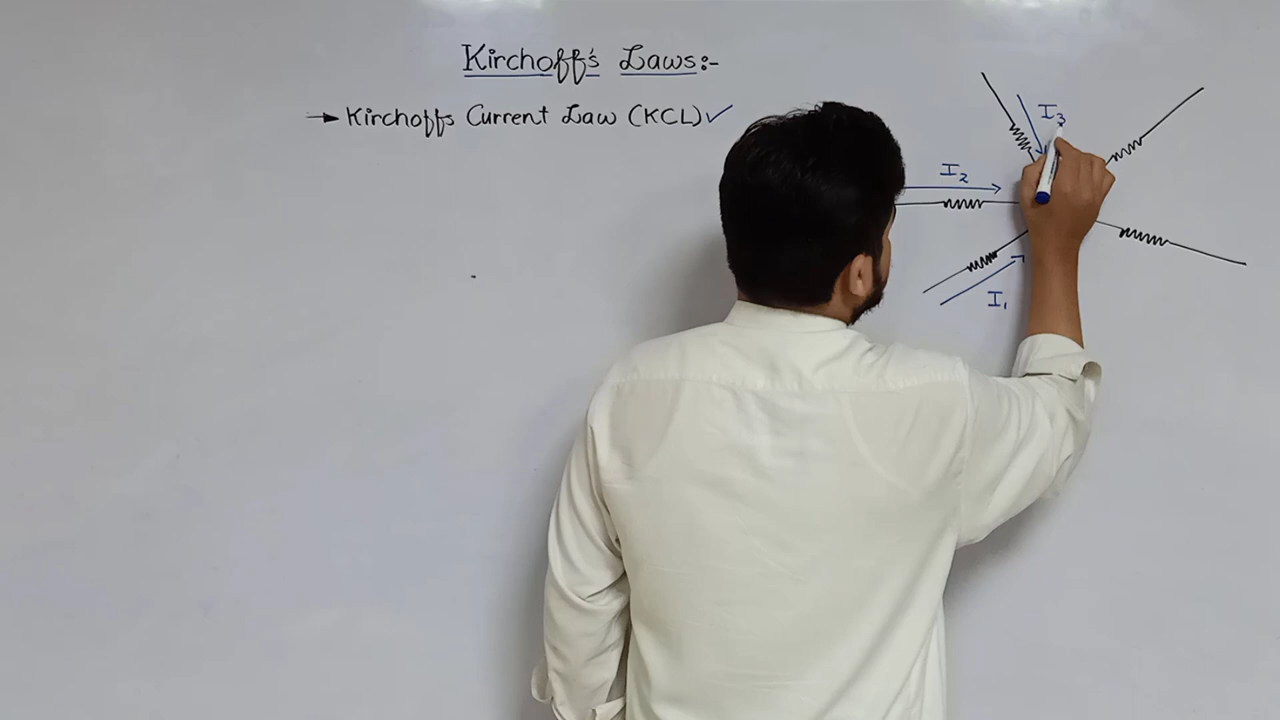 Kirchoff's Laws:-
→ Kirchoffs Current Law (KCL) ✓
I3
I2
I1